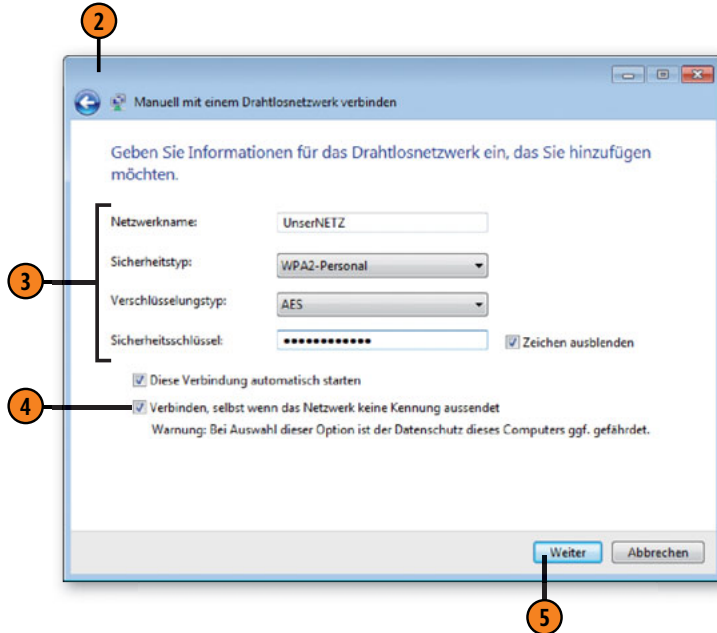 2
Manuell mit einem Drahtlosnetzwerk verbinden
Geben Sie Informationen für das Drahtlosnetzwerk ein, das Sie hinzufügen
möchten.
Netzwerkname: UnserNETZ
3
Sicherheitstyp: WPA2-Personal
Verschlüsselungstyp: AES
Sicherheitsschlüssel: •••••••••••• Zeichen ausblenden
Diese Verbindung automatisch starten
4
Verbinden, selbst wenn das Netzwerk keine Kennung aussendet
Warnung: Bei Auswahl dieser Option ist der Datenschutz dieses Computers ggf. gefährdet.
Weiter Abbrechen
5